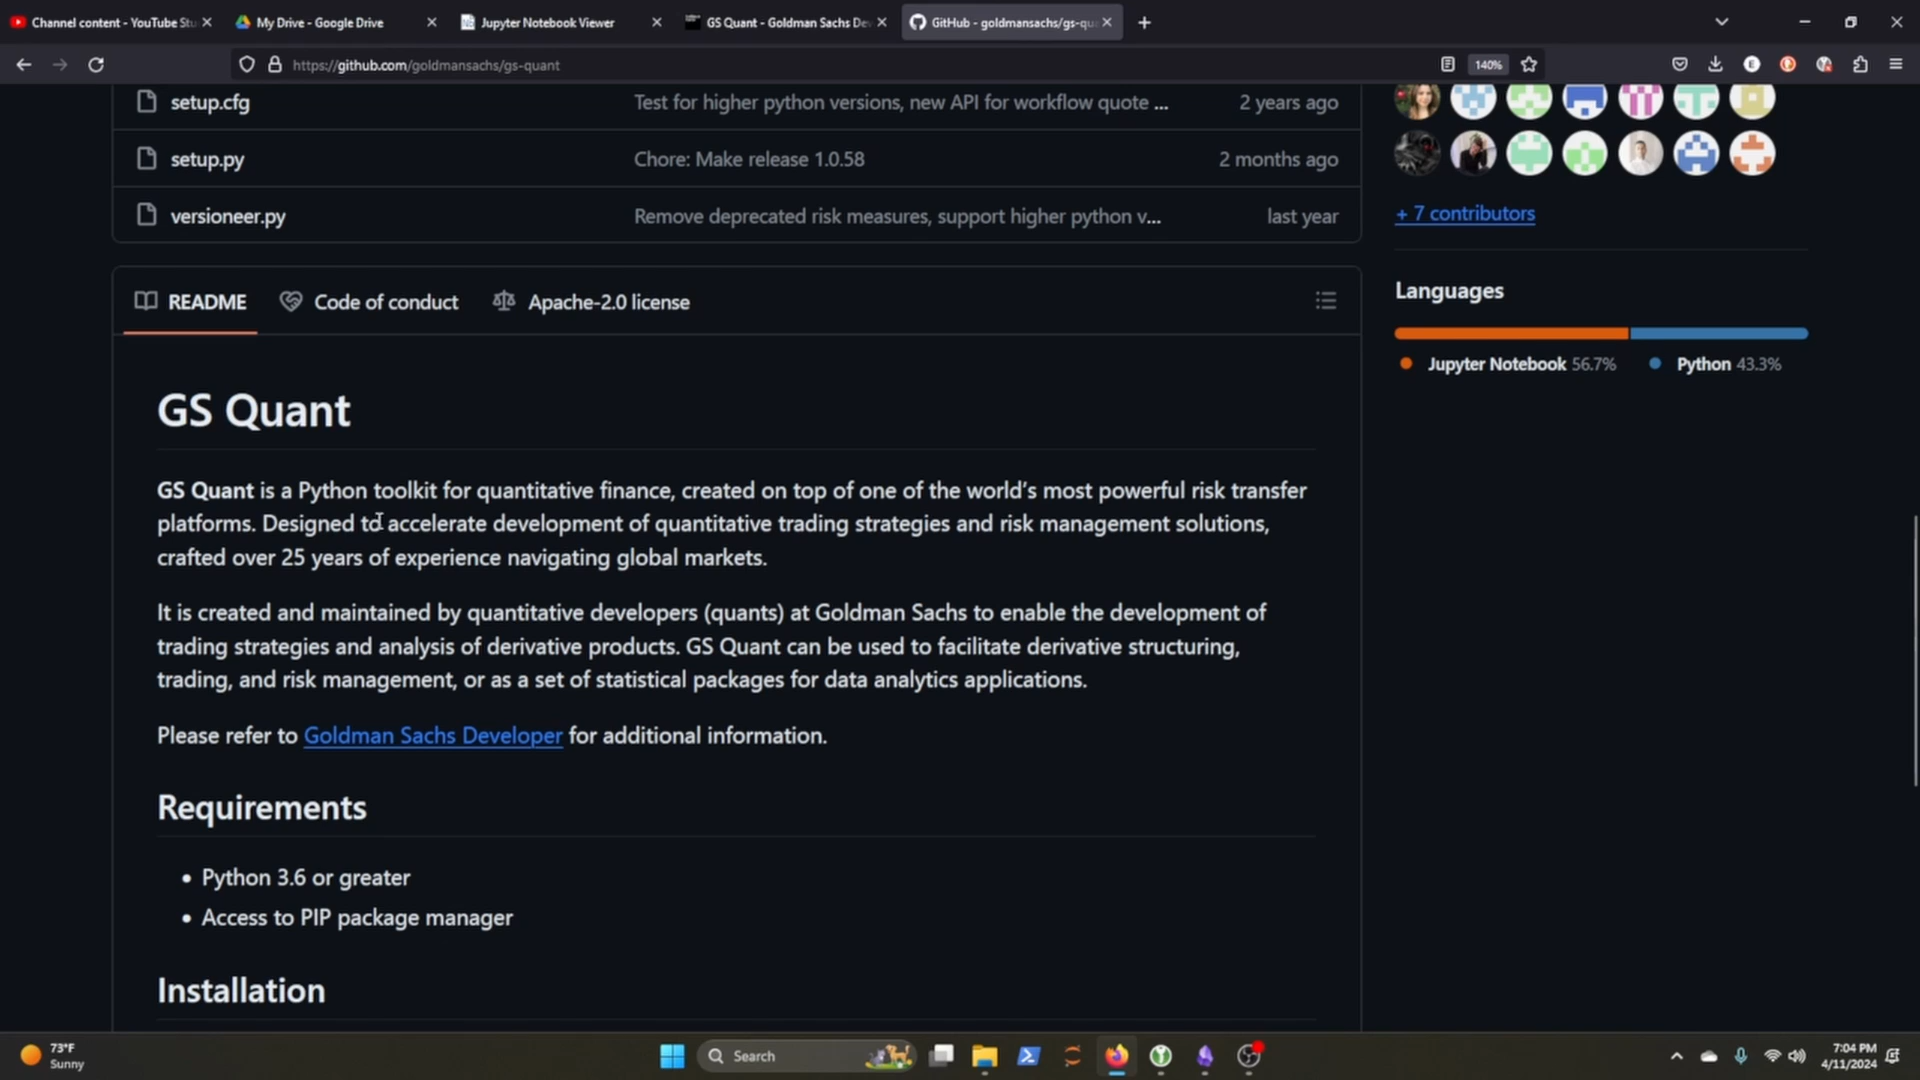 Channel content - YouTube Stu
My Drive - Google Drive
Jupyter Notebook Viewer
GS Quant - Goldman Sachs Dev
GitHub - goldmansachs/gs-qua
https://github.com/goldmansachs/gs-quant
140%
setup.cfg Test for higher python versions, new API for workflow quote ... 2 years ago
setup.py Chore: Make release 1.0.58 2 months ago
versioneer.py Remove deprecated risk measures, support higher python v... last year
+ 7 contributors
Languages
Jupyter Notebook 56.7% Python 43.3%
README Code of conduct Apache-2.0 license
GS Quant
GS Quant is a Python toolkit for quantitative finance, created on top of one of the world's most powerful risk transfer
platforms. Designed to accelerate development of quantitative trading strategies and risk management solutions,
crafted over 25 years of experience navigating global markets.
It is created and maintained by quantitative developers (quants) at Goldman Sachs to enable the development of
trading strategies and analysis of derivative products. GS Quant can be used to facilitate derivative structuring,
trading, and risk management, or as a set of statistical packages for data analytics applications.
Please refer to Goldman Sachs Developer for additional information.
Requirements
• Python 3.6 or greater
• Access to PIP package manager
Installation
73°F
Sunny
Search
7:04 PM
4/11/2024